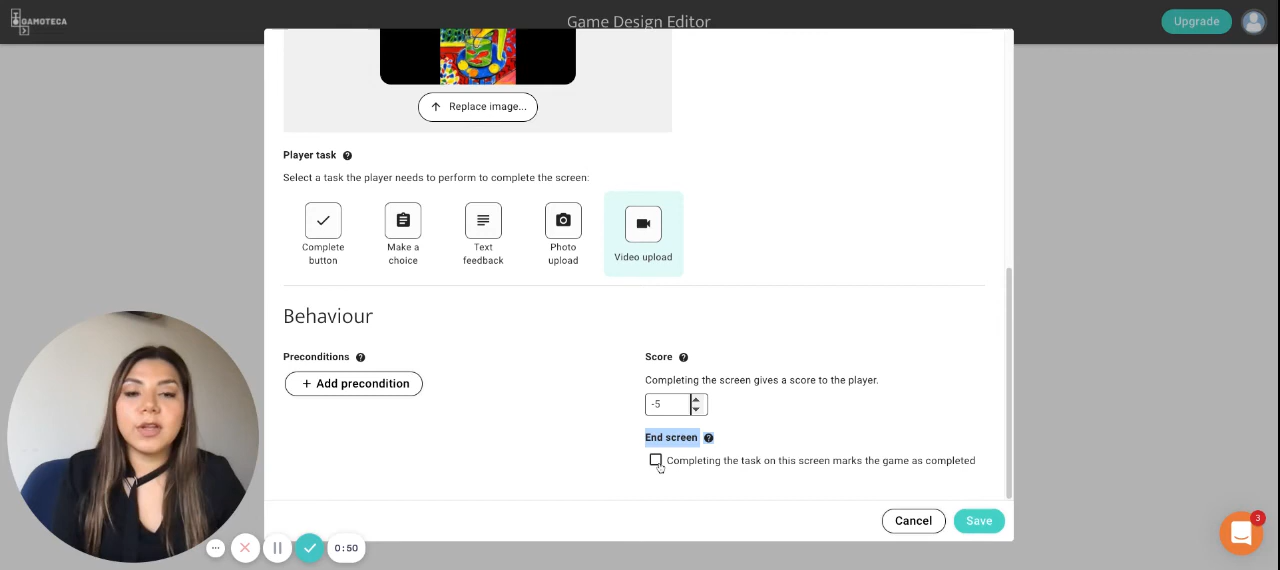 GAMOTECA
Game Design Editor
Upgrade
Replace image...
Player task
Select a task the player needs to perform to complete the screen:
Complete button
Make a choice
Text feedback
Photo upload
Video upload
Behaviour
Preconditions
+ Add precondition
Score
Completing the screen gives a score to the player.
-5
End screen
Completing the task on this screen marks the game as completed
Cancel
Save
0:50
3